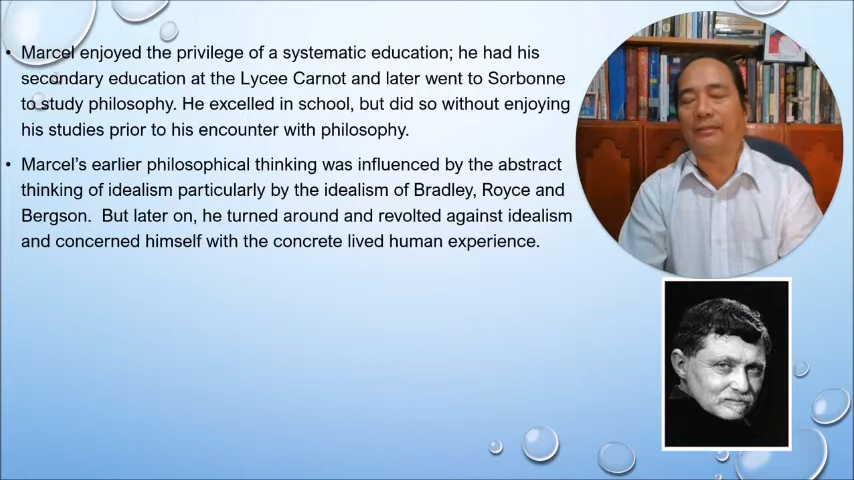 • Marcel enjoyed the privilege of a systematic education; he had his
secondary education at the Lycee Carnot and later went to Sorbonne
to study philosophy. He excelled in school, but did so without enjoying
his studies prior to his encounter with philosophy.
• Marcel’s earlier philosophical thinking was influenced by the abstract
thinking of idealism particularly by the idealism of Bradley, Royce and
Bergson.  But later on, he turned around and revolted against idealism
and concerned himself with the concrete lived human experience.